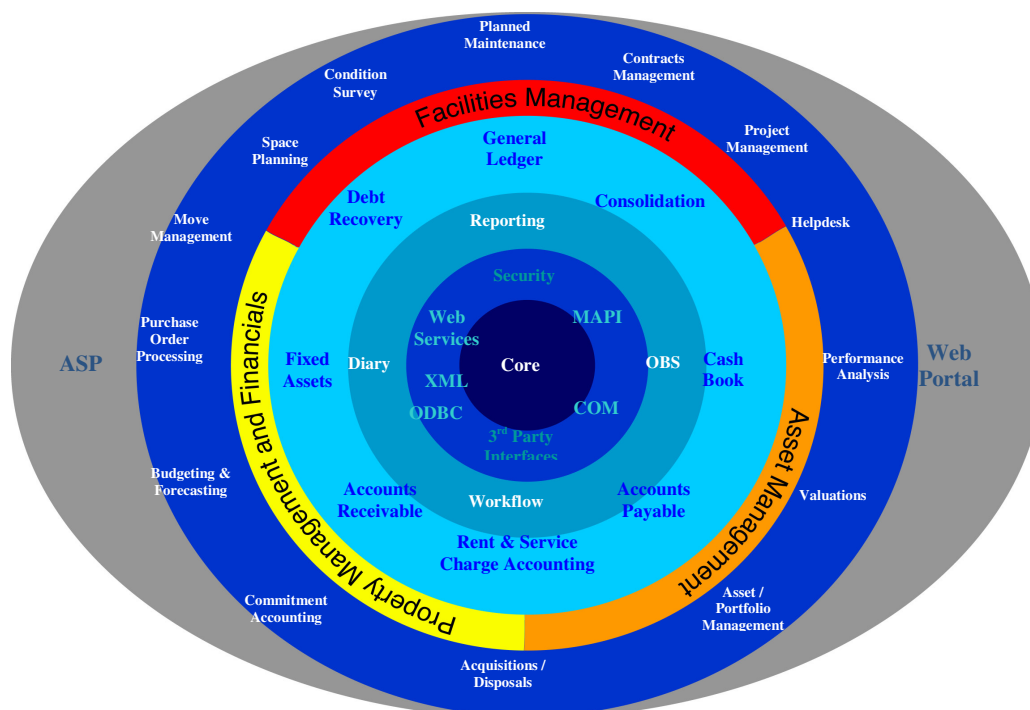 Planned
Maintenance
Contracts
Management
Condition
Survey
Facilities Management
Project
Management
Space
Planning
General
Ledger
Debt
Recovery
Consolidation
Move
Management
Reporting
Helpdesk
Security
Web
Services
MAPI
Purchase
Order
Processing
ASP
Fixed
Assets
Diary
Core
OBS
Cash
Book
Performance
Analysis
Web
Portal
XML
ODBC
COM
3rd Party
Interfaces
Property Management and Financials
Asset Management
Budgeting &
Forecasting
Accounts
Receivable
Workflow
Accounts
Payable
Valuations
Rent & Service
Charge Accounting
Commitment
Accounting
Asset /
Portfolio
Management
Acquisitions /
Disposals